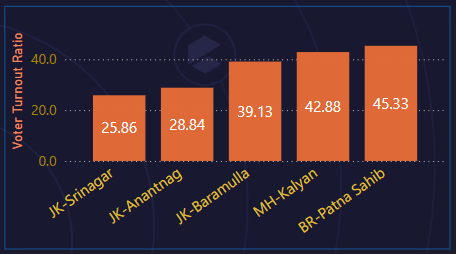 Voter Turnout Ratio
40.0
20.0
0.0
25.86
28.84
39.13
42.88
45.33
JK-Srinagar
JK-Anantnag
JK-Baramulla
MH-Kalyan
BR-Patna Sahib